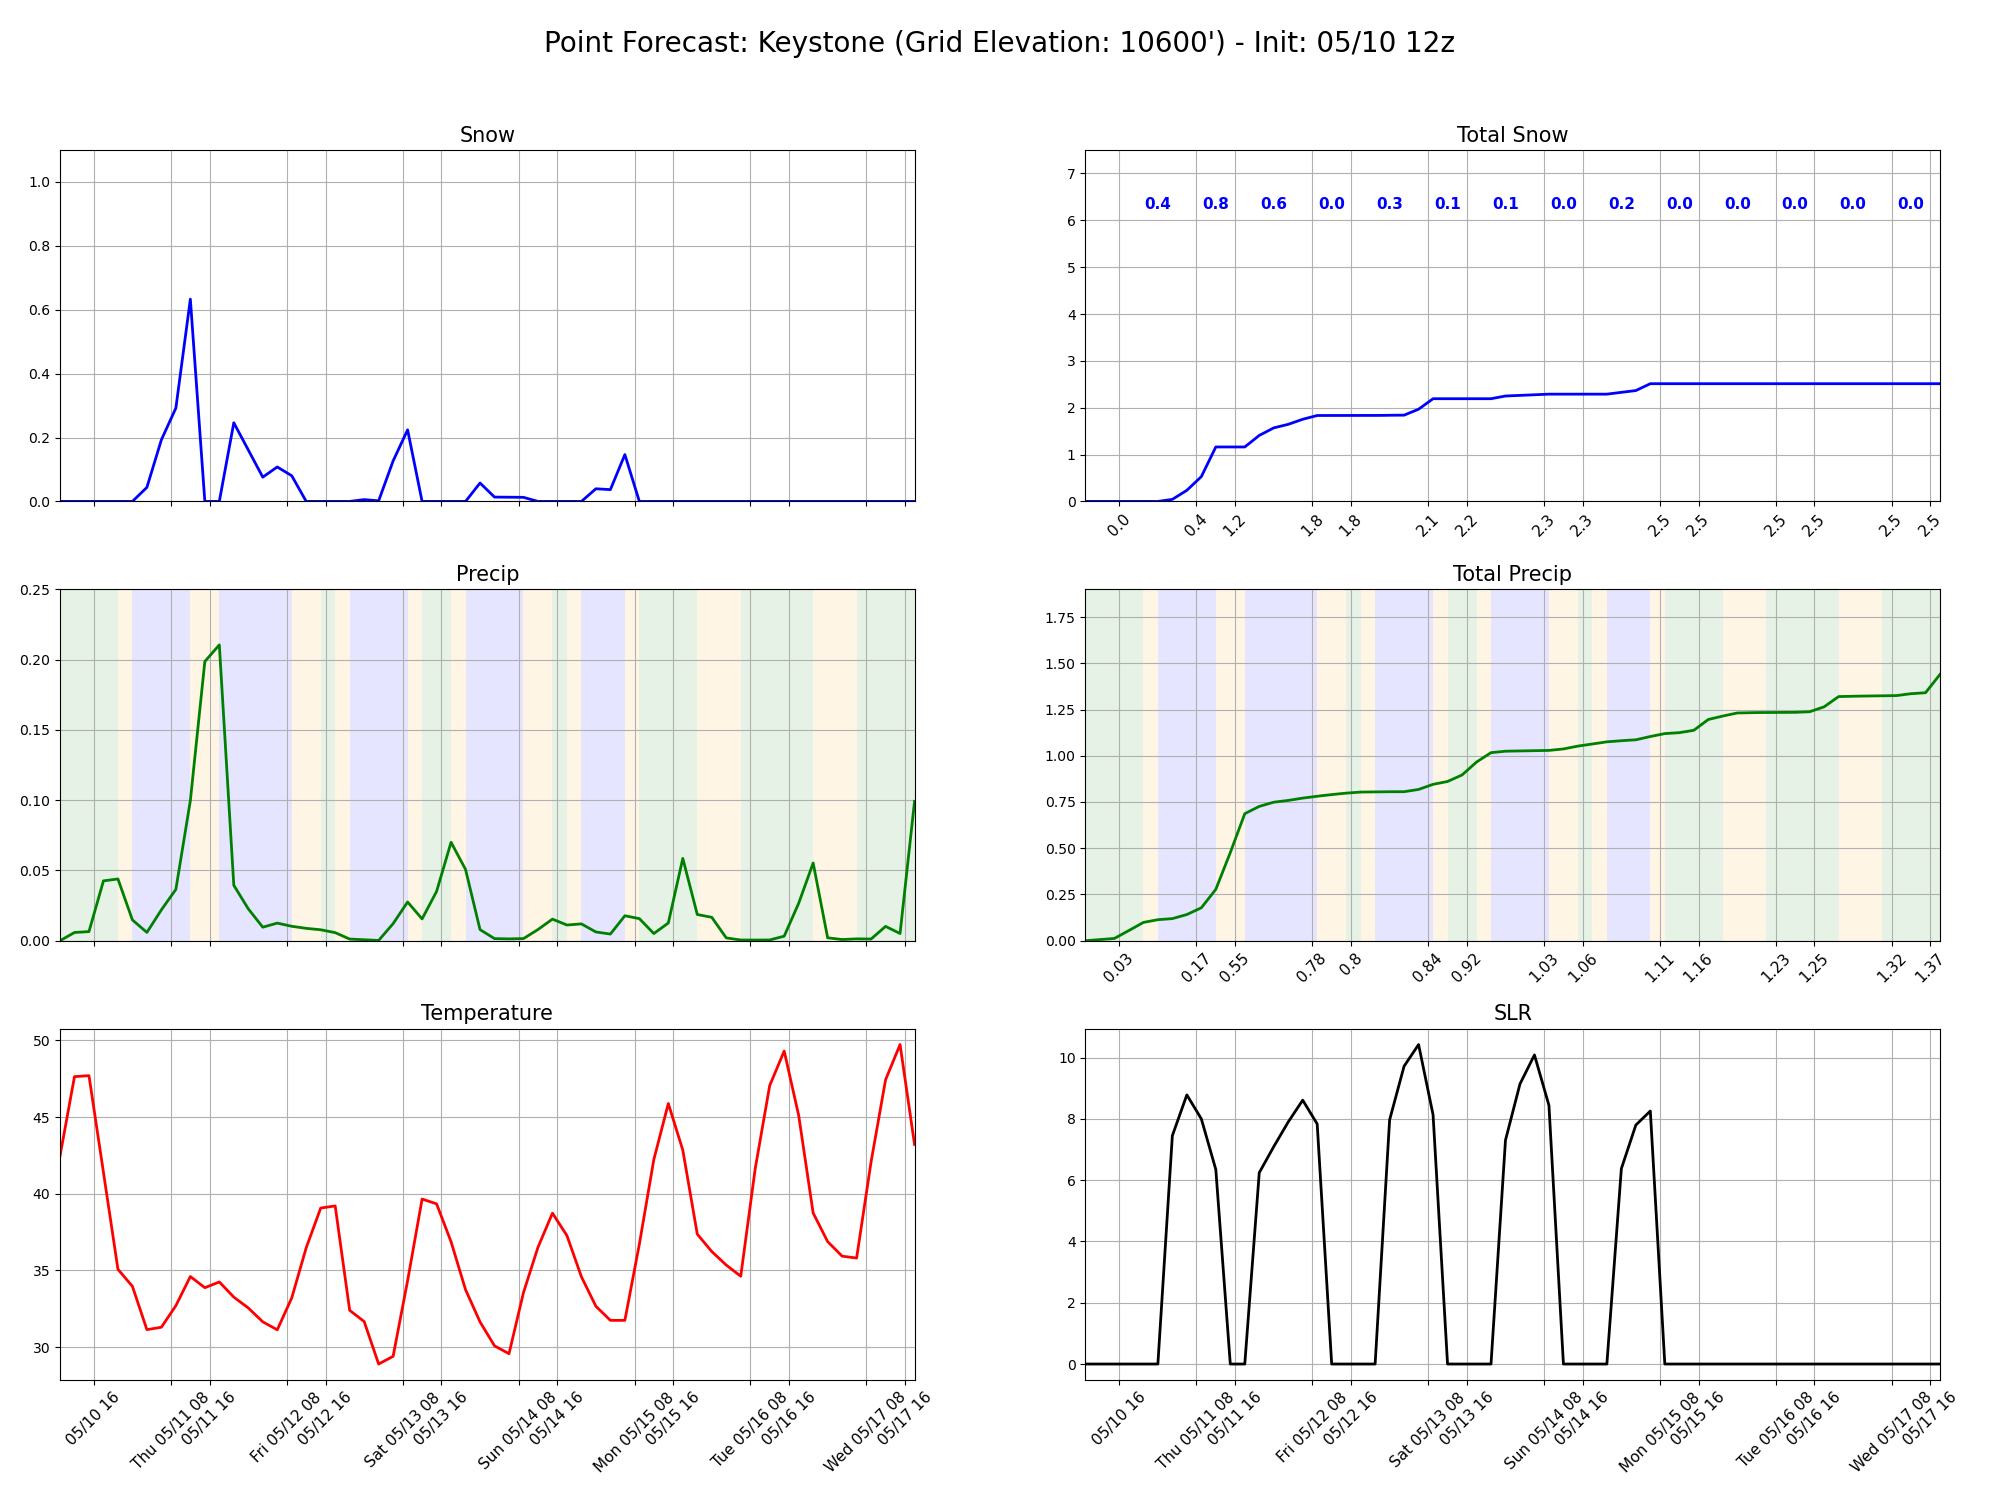 Point Forecast: Keystone (Grid Elevation: 10600') - Init: 05/10 12z
Snow
1.0
0.8
0.6
0.4
0.2
0.0
Total Snow
7
6
5
4
3
2
1
0
0.4 0.8 0.6 0.0 0.3 0.1 0.1 0.0 0.2 0.0 0.0 0.0 0.0 0.0
0.0 0.4 1.2 1.8 1.8 2.1 2.2 2.3 2.3 2.5 2.5 2.5 2.5 2.5 2.5
Precip
0.25
0.20
0.15
0.10
0.05
0.00
Total Precip
1.75
1.50
1.25
1.00
0.75
0.50
0.25
0.00
0.03 0.17 0.55 0.78 0.8 0.84 0.92 1.03 1.06 1.11 1.16 1.23 1.25 1.32 1.37
Temperature
50
45
40
35
30
05/10 16
Thu 05/11 08
05/11 16
Fri 05/12 08
05/12 16
Sat 05/13 08
05/13 16
Sun 05/14 08
05/14 16
Mon 05/15 08
05/15 16
Tue 05/16 08
05/16 16
Wed 05/17 08
05/17 16
SLR
10
8
6
4
2
0
05/10 16
Thu 05/11 08
05/11 16
Fri 05/12 08
05/12 16
Sat 05/13 08
05/13 16
Sun 05/14 08
05/14 16
Mon 05/15 08
05/15 16
Tue 05/16 08
05/16 16
Wed 05/17 08
05/17 16